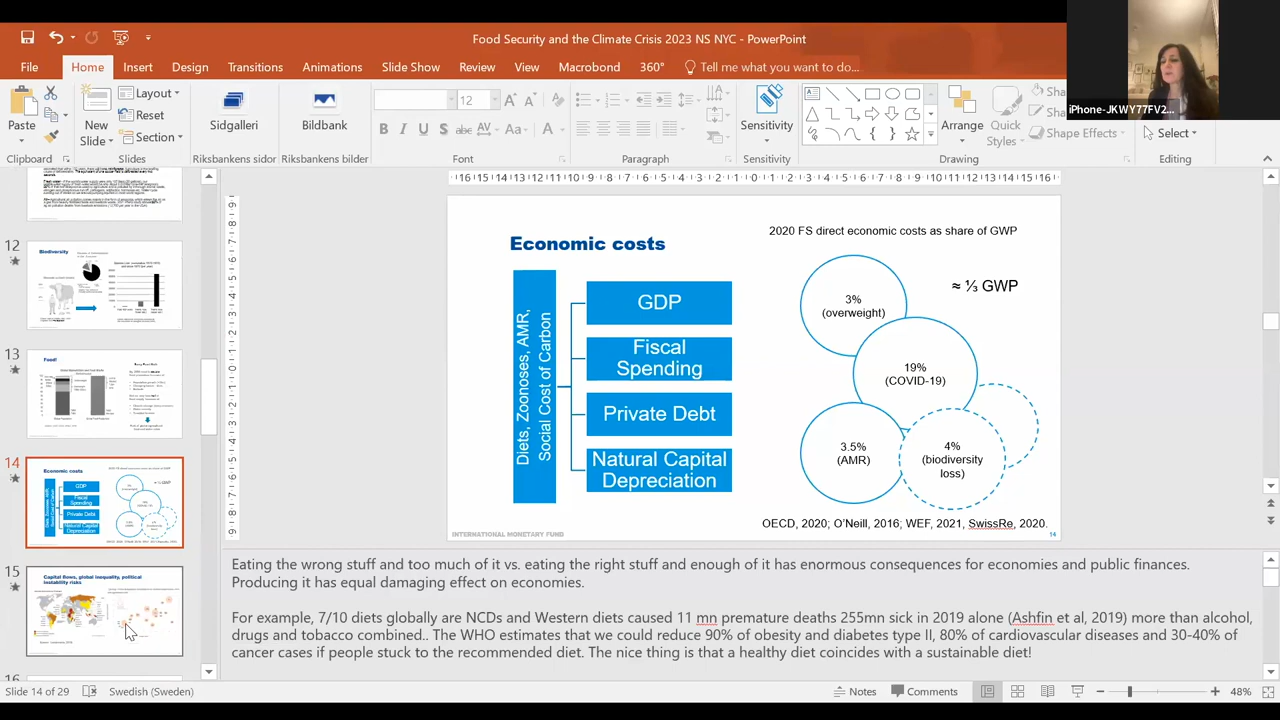 Food Security and the Climate Crisis 2023 NS NYC - PowerPoint
File Home Insert Design Transitions Animations Slide Show Review View Macrobond 360° Tell me what you want to do...
iPhone-JKWY77FV2...
Paste
New Slide
Layout
Reset
Section
Sidgalleri
Bildbank
12
Sensitivity
Arrange
Quick Styles
Shape Effects
Select
Clipboard Slides Riksbankens sidor Riksbankens bilder Font Paragraph Sensitivity Drawing Editing
12
Biodiversity
13
Food!
14
Economic costs
GDP
Fiscal Spending
Private Debt
Natural Capital Depreciation
15
Capital flows, global inequality, political instability risks
16
Economic costs
Diets, Zoonoses, AMR,
Social Cost of Carbon
GDP
Fiscal
Spending
Private Debt
Natural Capital
Depreciation
2020 FS direct economic costs as share of GWP
≈ ⅓ GWP
3%
(overweight)
19%
(COVID-19)
3.5%
(AMR)
4%
(biodiversity
loss)
OECD, 2020; O'Neill, 2016; WEF, 2021, SwissRe, 2020.
INTERNATIONAL MONETARY FUND
14
Eating the wrong stuff and too much of it vs. eating the right stuff and enough of it has enormous consequences for economies and public finances.
Producing it has equal damaging effect on economies.
For example, 7/10 diets globally are NCDs and Western diets caused 11 mn premature deaths 255mn sick in 2019 alone (Ashfin et al, 2019) more than alcohol,
drugs and tobacco combined.. The WHO estimates that we could reduce 90% of obesity and diabetes type II, 80% of cardiovascular diseases and 30-40% of
cancer cases if people stuck to the recommended diet. The nice thing is that a healthy diet coincides with a sustainable diet!
Slide 14 of 29 Swedish (Sweden) Notes Comments 48%